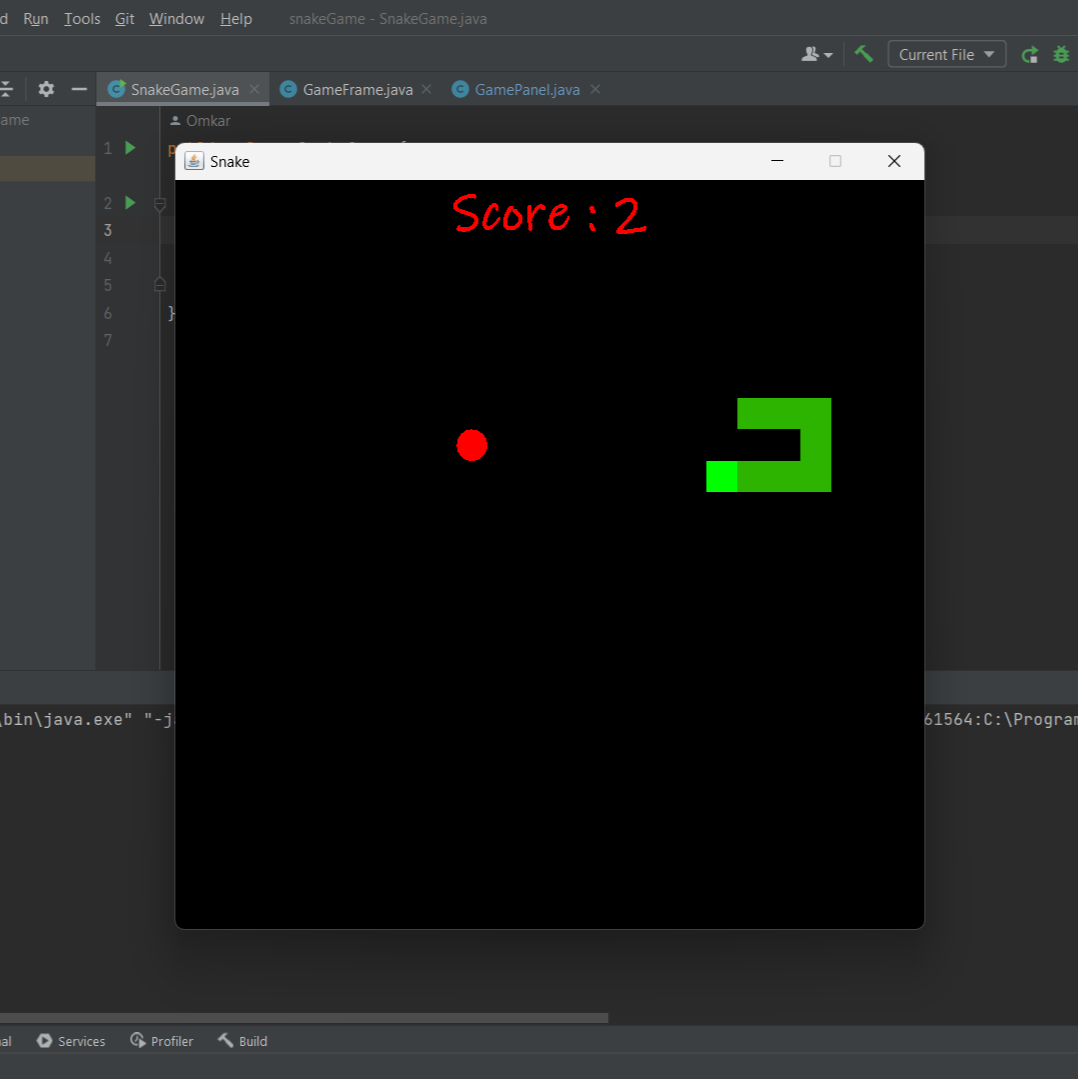 Run Tools Git Window Help snakeGame - SnakeGame.java
Current File
SnakeGame.java GameFrame.java GamePanel.java
ame
Omkar
1
Snake
2
Score : 2
3
4
5
6 }
7
\bin\java.exe" "-j
61564:C:\Program
Services Profiler Build